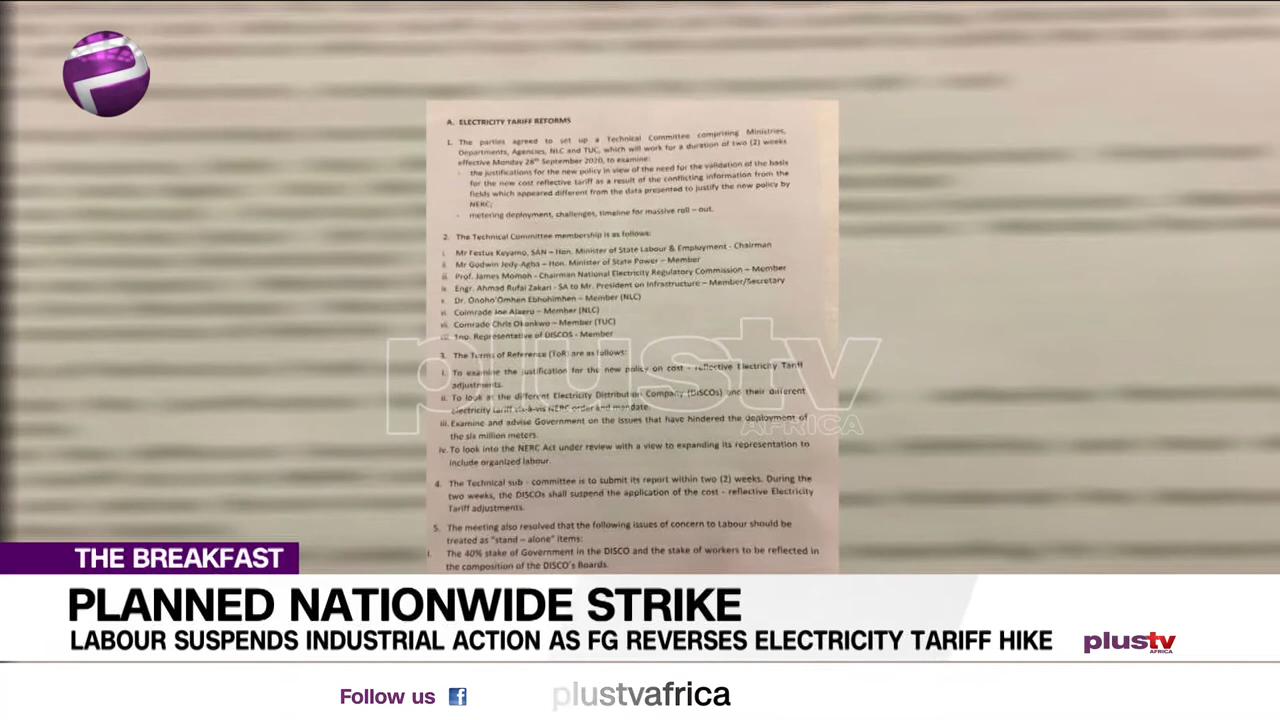 A. ELECTRICITY TARIFF REFORMS
1. The parties agreed to set up a Technical Committee comprising Ministries,
Departments, Agencies, NLC and TUC, which will work for a duration of two (2) weeks
effective Monday 28th September 2020, to examine:
- the justifications for the new policy in view of the need for the validation of the basis
for the new cost reflective tariff as a result of the conflicting information from the
fields which appeared different from the data presented to justify the new policy by
NERC;
- metering deployment, challenges, timeline for massive roll – out.
2. The Technical Committee membership is as follows:
i. Mr Festus Keyamo, SAN – Hon. Minister of State Labour & Employment - Chairman
ii. Mr Godwin Jedy-Agba – Hon. Minister of State Power – Member
iii. Prof. James Momoh - Chairman National Electricity Regulatory Commission – Member
iv. Engr. Ahmad Rufai Zakari - SA to Mr. President on Infrastructure – Member/Secretary
v. Dr. Onoho'Omhen Ebhohimhen – Member (NLC)
vi. Comrade Joe Ajaero – Member (NLC)
vii. Comrade Chris Okonkwo – Member (TUC)
viii. 1no. Representative of DISCOS - Member
3. The Terms of Reference (ToR) are as follows:
i. To examine the justification for the new policy on cost - reflective Electricity Tariff
adjustments.
ii. To look at the different Electricity Distribution Company (DISCOs) and their different
electricity tariff vis-à-vis NERC order and mandate.
iii. Examine and advise Government on the issues that have hindered the deployment of
the six million meters.
iv. To look into the NERC Act under review with a view to expanding its representation to
include organized labour.
4. The Technical sub - committee is to submit its report within two (2) weeks. During the
two weeks, the DISCOs shall suspend the application of the cost - reflective Electricity
Tariff adjustments.
5. The meeting also resolved that the following issues of concern to Labour should be
treated as "stand – alone" items:
i. The 40% stake of Government in the DISCO and the stake of workers to be reflected in
the composition of the DISCO's Boards.
plustv
AFRICA
THE BREAKFAST
PLANNED NATIONWIDE STRIKE
LABOUR SUSPENDS INDUSTRIAL ACTION AS FG REVERSES ELECTRICITY TARIFF HIKE
plustv
AFRICA
Follow us f plustvafrica